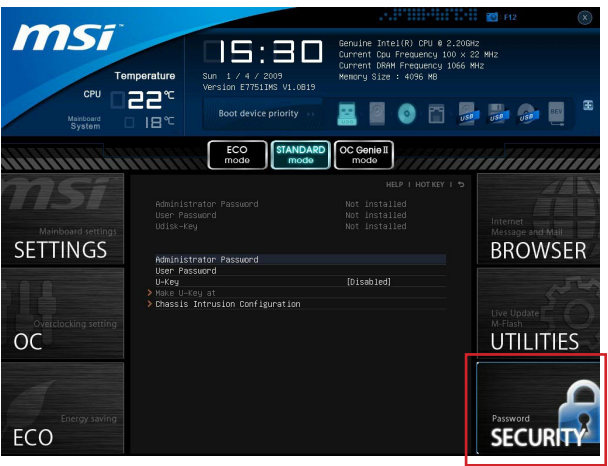 msi
F12
X
15:30
Temperature
CPU 22°C
Mainboard
System 18°C
Sun 1 / 4 / 2009
Version E7751IMS V1.0B19
Genuine Intel(R) CPU @ 2.20GHz
Current Cpu Frequency 100 x 22 MHz
Current DRAM Frequency 1066 MHz
Memory Size : 4096 MB
Boot device priority
USB
USB
USB
USB
ECO
mode
STANDARD
mode
OC Genie II
mode
HELP | HOT KEY |
msi
Mainboard settings
SETTINGS
Overclocking setting
OC
Energy saving
ECO
Administrator Password Not installed
User Password Not installed
Udisk-Key Not installed
Administrator Password
User Password
U-Key [Disabled]
Make U-Key at
Chassis Intrusion Configuration
Internet
Message and Mail
BROWSER
Live Update
M-Flash
UTILITIES
Password
SECURITY